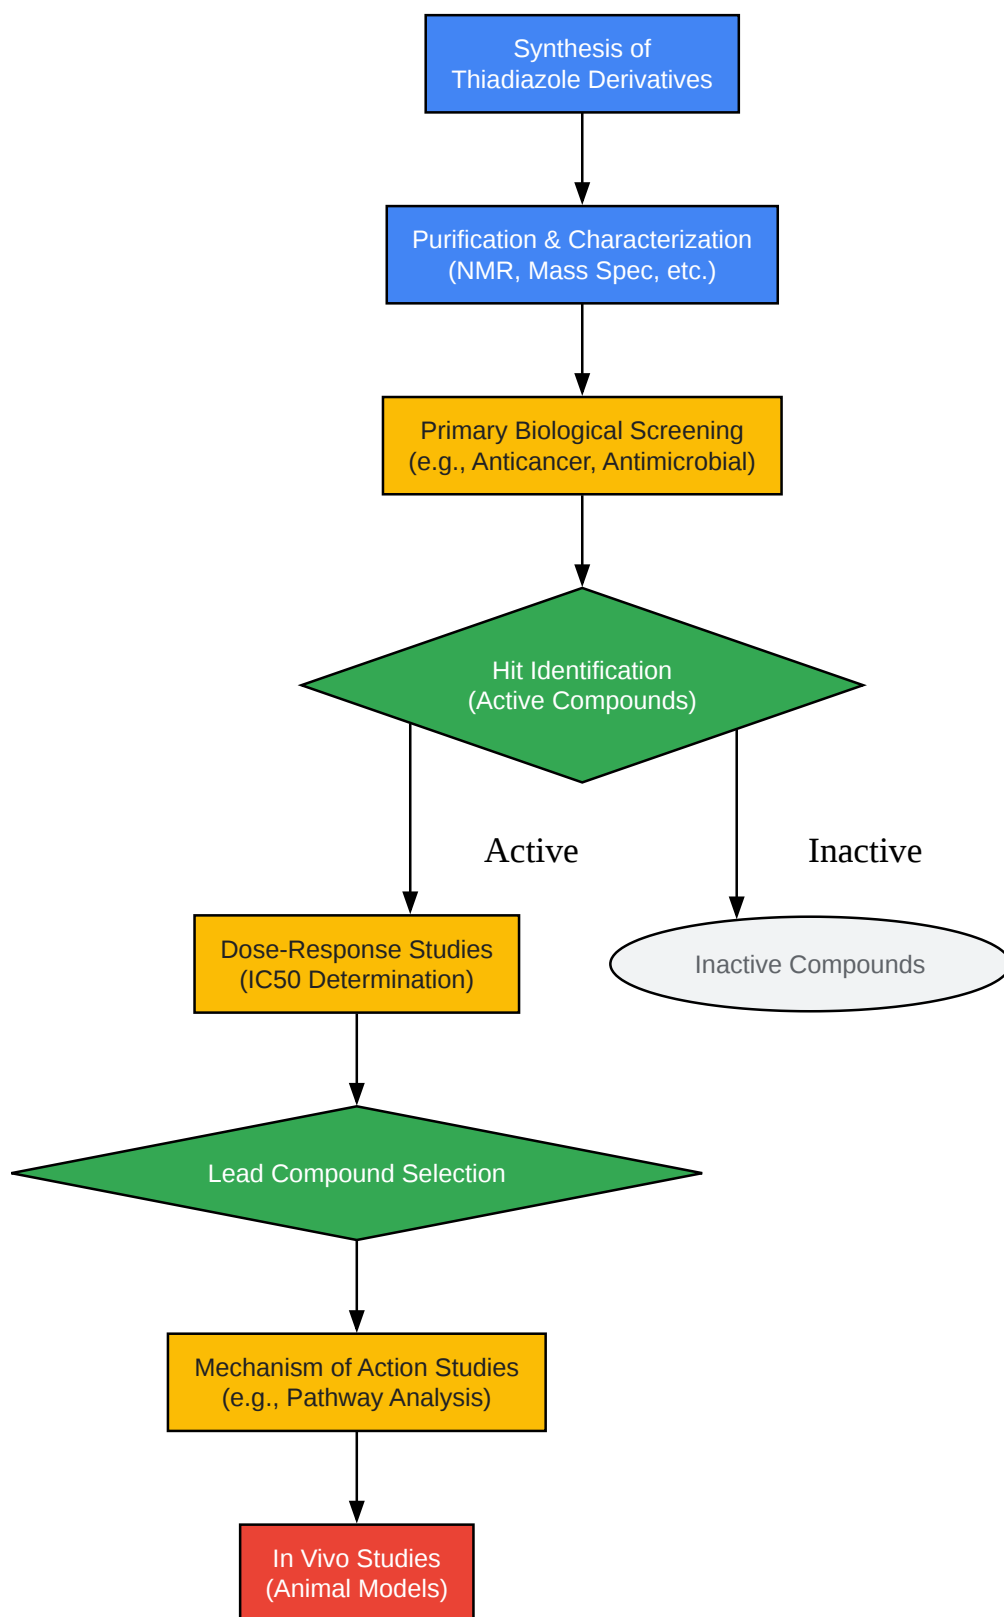 Synthesis of
Thiadiazole Derivatives
Purification & Characterization
(NMR, Mass Spec, etc.)
Primary Biological Screening
(e.g., Anticancer, Antimicrobial)
Hit Identification
(Active Compounds)
Active
Inactive
Dose-Response Studies
(IC50 Determination)
Inactive Compounds
Lead Compound Selection
Mechanism of Action Studies
(e.g., Pathway Analysis)
In Vivo Studies
(Animal Models)